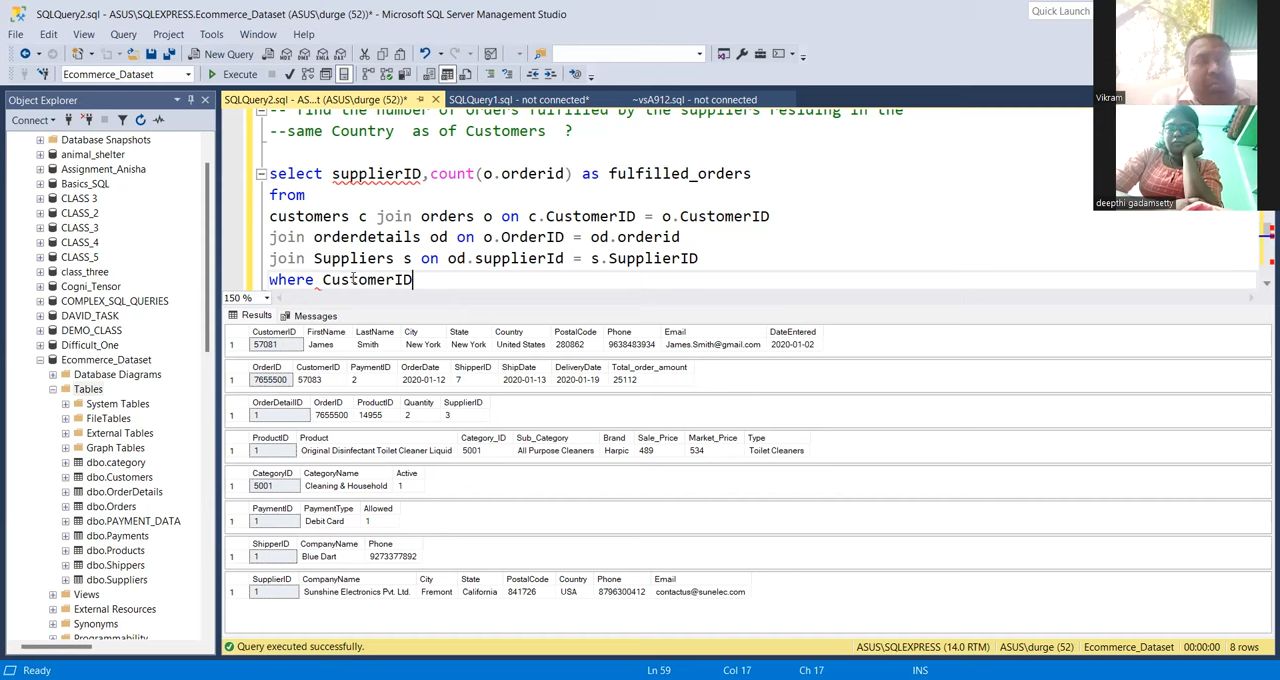 SQLQuery2.sql - ASUS\SQLEXPRESS.Ecommerce_Dataset (ASUS\durge (52))* - Microsoft SQL Server Management Studio
Quick Launch
File Edit View Query Project Tools Window Help
New Query
Ecommerce_Dataset Execute
Vikram
deepthi gadamsetty
Object Explorer
SQLQuery2.sql - AS...t (ASUS\durge (52))* SQLQuery1.sql - not connected* ~vsA912.sql - not connected
Connect
Database Snapshots
animal_shelter
Assignment_Anisha
Basics_SQL
CLASS 3
CLASS_2
CLASS_3
CLASS_4
CLASS_5
class_three
Cogni_Tensor
COMPLEX_SQL_QUERIES
DAVID_TASK
DEMO_CLASS
Difficult_One
Ecommerce_Dataset
Database Diagrams
Tables
System Tables
FileTables
External Tables
Graph Tables
dbo.category
dbo.Customers
dbo.OrderDetails
dbo.Orders
dbo.PAYMENT_DATA
dbo.Payments
dbo.Products
dbo.Shippers
dbo.Suppliers
Views
External Resources
Synonyms
Programmability
-- find the number of orders fulfilled by the suppliers residing in the
--same Country as of Customers ?
select supplierID,count(o.orderid) as fulfilled_orders
from
customers c join orders o on c.CustomerID = o.CustomerID
join orderdetails od on o.OrderID = od.orderid
join Suppliers s on od.supplierId = s.SupplierID
where CustomerID
150 %
Results Messages
CustomerID FirstName LastName City State Country PostalCode Phone Email DateEntered
1 57081 James Smith New York New York United States 280862 9638483934 James.Smith@gmail.com 2020-01-02
OrderID CustomerID PaymentID OrderDate ShipperID ShipDate DeliveryDate Total_order_amount
1 7655500 57083 2 2020-01-12 7 2020-01-13 2020-01-19 25112
OrderDetailID OrderID ProductID Quantity SupplierID
1 1 7655500 14955 2 3
ProductID Product Category_ID Sub_Category Brand Sale_Price Market_Price Type
1 1 Original Disinfectant Toilet Cleaner Liquid 5001 All Purpose Cleaners Harpic 489 534 Toilet Cleaners
CategoryID CategoryName Active
1 5001 Cleaning & Household 1
PaymentID PaymentType Allowed
1 1 Debit Card 1
ShipperID CompanyName Phone
1 1 Blue Dart 9273377892
SupplierID CompanyName City State PostalCode Country Phone Email
1 1 Sunshine Electronics Pvt. Ltd. Fremont California 841726 USA 8796300412 contactus@sunelec.com
Query executed successfully. ASUS\SQLEXPRESS (14.0 RTM) ASUS\durge (52) Ecommerce_Dataset 00:00:00 8 rows
Ready Ln 59 Col 17 Ch 17 INS